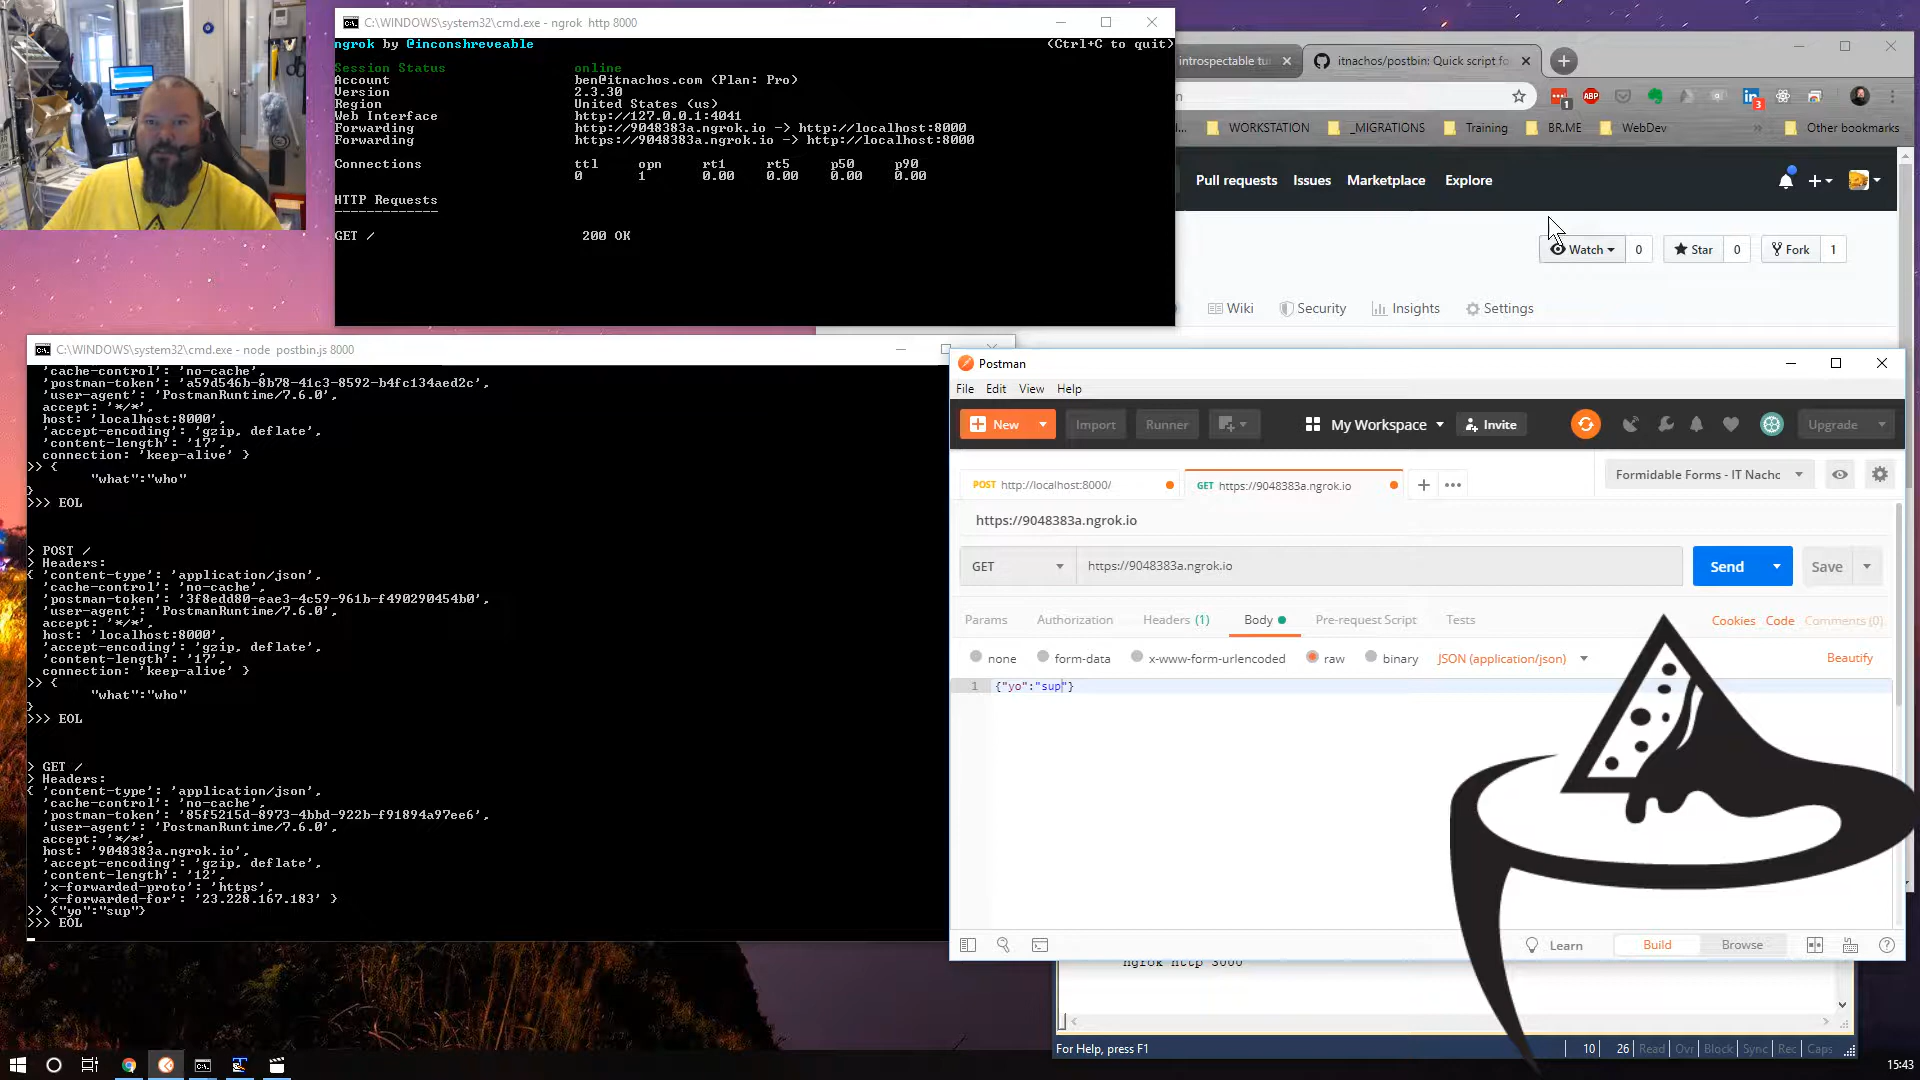 C:\WINDOWS\system32\cmd.exe - ngrok http 8000
ngrok by @inconshreveable
(Ctrl+C to quit)
Session Status online
Account ben@itnachos.com (Plan: Pro)
Version 2.3.30
Region United States (us)
Web Interface http://127.0.0.1:4041
Forwarding http://9048383a.ngrok.io -> http://localhost:8000
Forwarding https://9048383a.ngrok.io -> http://localhost:8000
Connections ttl opn rt1 rt5 p50 p90
0 1 0.00 0.00 0.00 0.00
HTTP Requests
-------------
GET / 200 OK
introspectable tu
itnachos/postbin: Quick script fo
WORKSTATION
_MIGRATIONS
Training
BR.ME
WebDev
»
Other bookmarks
ABP
1
3
Pull requests Issues Marketplace Explore
Watch 0 Star 0 Fork 1
Wiki Security Insights Settings
C:\WINDOWS\system32\cmd.exe - node postbin.js 8000
'cache-control': 'no-cache',
'postman-token': 'a59d546b-8b78-41c3-8592-b4fc134aed2c',
'user-agent': 'PostmanRuntime/7.6.0',
accept: '*/*',
host: 'localhost:8000',
'accept-encoding': 'gzip, deflate',
'content-length': '17',
connection: 'keep-alive' }
>> {
"what":"who"
}
>>> EOL
> POST /
> Headers:
{ 'content-type': 'application/json',
'cache-control': 'no-cache',
'postman-token': '3f8edd80-eae3-4c59-961b-f490290454b0',
'user-agent': 'PostmanRuntime/7.6.0',
accept: '*/*',
host: 'localhost:8000',
'accept-encoding': 'gzip, deflate',
'content-length': '17',
connection: 'keep-alive' }
>> {
"what":"who"
}
>>> EOL
> GET /
> Headers:
{ 'content-type': 'application/json',
'cache-control': 'no-cache',
'postman-token': '85f5215d-8973-4bbd-922b-f91894a97ee6',
'user-agent': 'PostmanRuntime/7.6.0',
accept: '*/*',
host: '9048383a.ngrok.io',
'accept-encoding': 'gzip, deflate',
'content-length': '12',
'x-forwarded-proto': 'https',
'x-forwarded-for': '23.228.167.183' }
>> {"yo":"sup"}
>>> EOL
Postman
File Edit View Help
New Import Runner My Workspace Invite Upgrade
POST http://localhost:8000/
GET https://9048383a.ngrok.io
Formidable Forms - IT Nachc
https://9048383a.ngrok.io
GET https://9048383a.ngrok.io Send Save
Params Authorization Headers (1) Body Pre-request Script Tests Cookies Code Comments (0)
none form-data x-www-form-urlencoded raw binary JSON (application/json) Beautify
1 {"yo":"sup"}
Learn Build Browse
ngrok http 3000
For Help, press F1
10 26 Read Ovr Block Sync Rec Caps
15:43